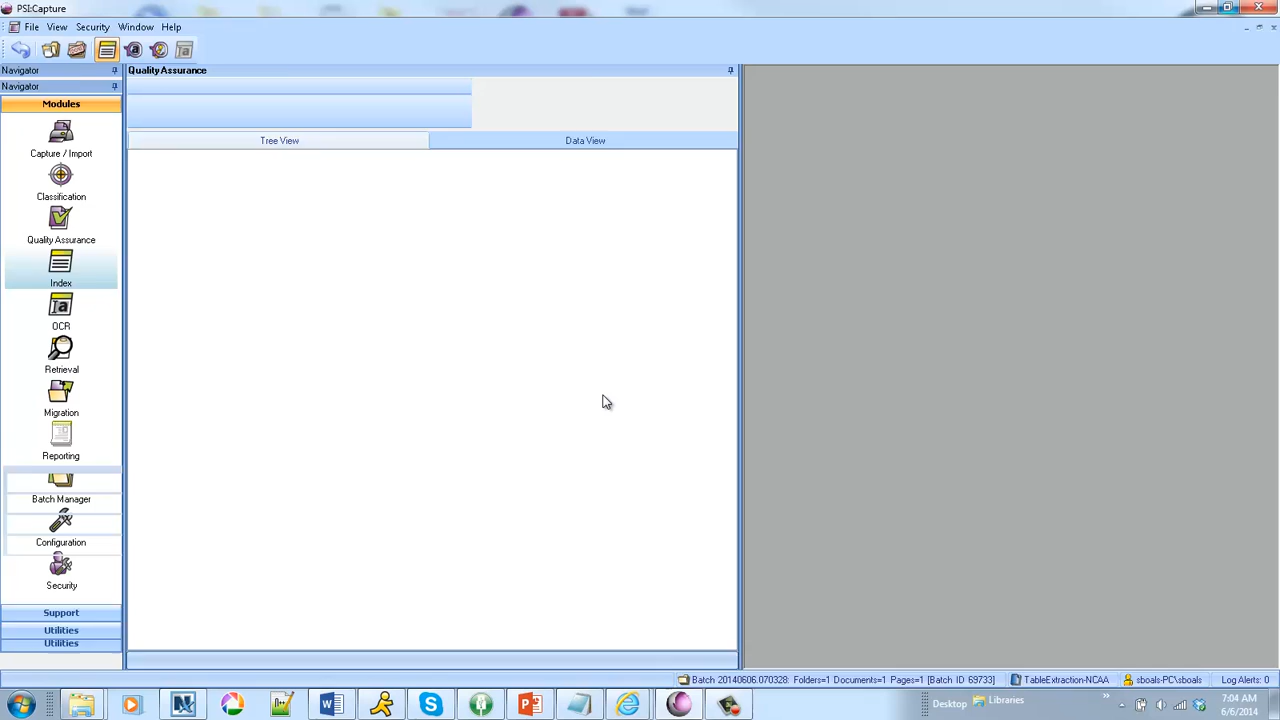 PSI:Capture
File View Security Window Help
Navigator
Quality Assurance
Navigator
Modules
Tree View
Data View
Capture / Import
Classification
Quality Assurance
Index
OCR
Retrieval
Migration
Reporting
Batch Manager
Configuration
Security
Support
Utilities
Utilities
Batch 20140606.070328: Folders=1 Documents=1 Pages=1 [Batch ID 69733]
TableExtraction-NCAA
sboals-PC\sboals
Log Alerts: 0
Desktop
Libraries
7:04 AM
6/6/2014